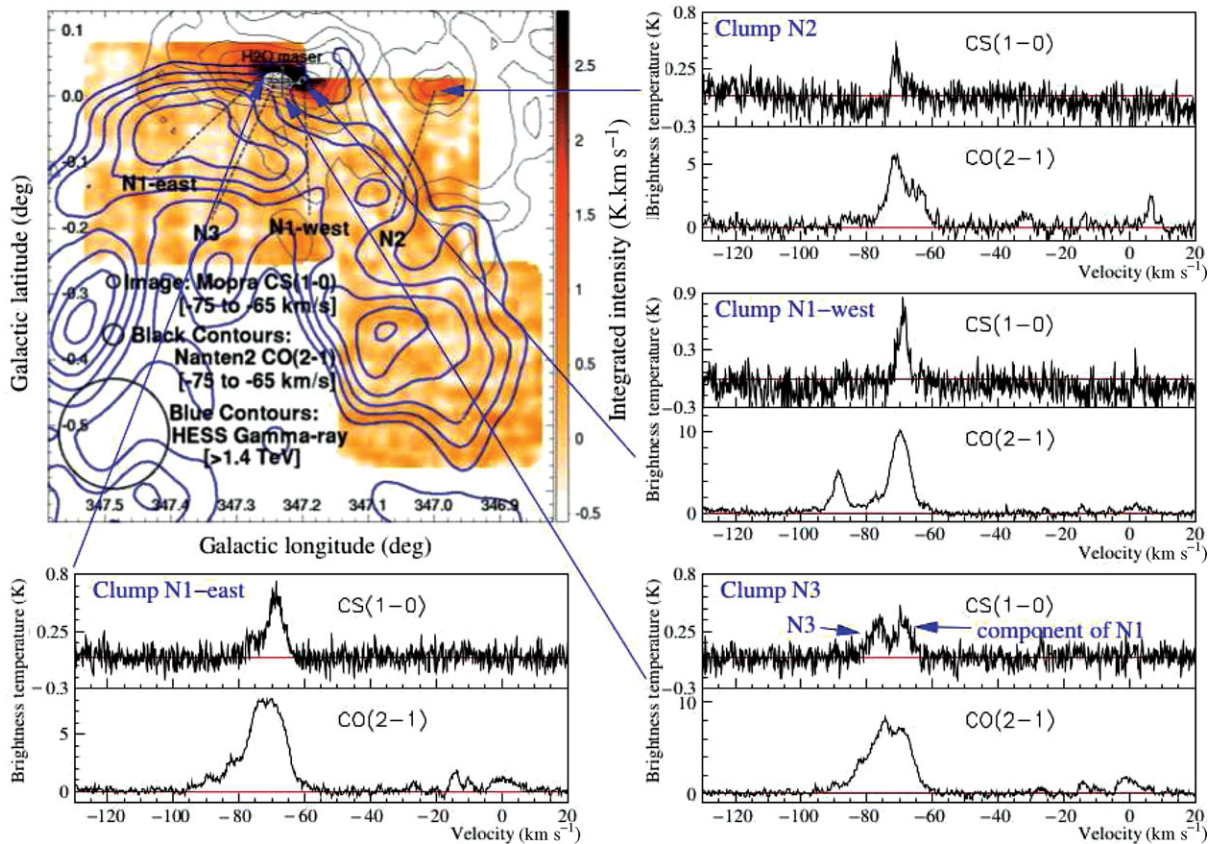 0.1
0.0
-0.1
-0.2
-0.3
-0.4
-0.5
Galactic latitude (deg)
H2O maser
N1-east
N3
N1-west
N2
Image: Mopra CS(1-0)
[-75 to -65 km/s]
Black Contours:
Nanten2 CO(2-1)
[-75 to -65 km/s]
Blue Contours:
HESS Gamma-ray
[>1.4 TeV]
347.5 347.4 347.3 347.2 347.1 347.0 346.9
Galactic longitude (deg)
2.5
2
1.5
1
0.5
0
-0.5
Integrated intensity (K.km s⁻¹)
Clump N2
CS(1-0)
0.8
0.25
-0.3
CO(2-1)
5
0
Brightness temperature (K)
-120 -100 -80 -60 -40 -20 0 20
Velocity (km s⁻¹)
Clump N1-west
CS(1-0)
0.9
0.3
-0.3
CO(2-1)
10
0
Brightness temperature (K)
-120 -100 -80 -60 -40 -20 0 20
Velocity (km s⁻¹)
Clump N1-east
CS(1-0)
0.8
0.25
-0.3
CO(2-1)
5
0
Brightness temperature (K)
-120 -100 -80 -60 -40 -20 0 20
Velocity (km s⁻¹)
Clump N3
CS(1-0)
N3
component of N1
0.8
0.25
-0.3
CO(2-1)
10
0
Brightness temperature (K)
-120 -100 -80 -60 -40 -20 0 20
Velocity (km s⁻¹)